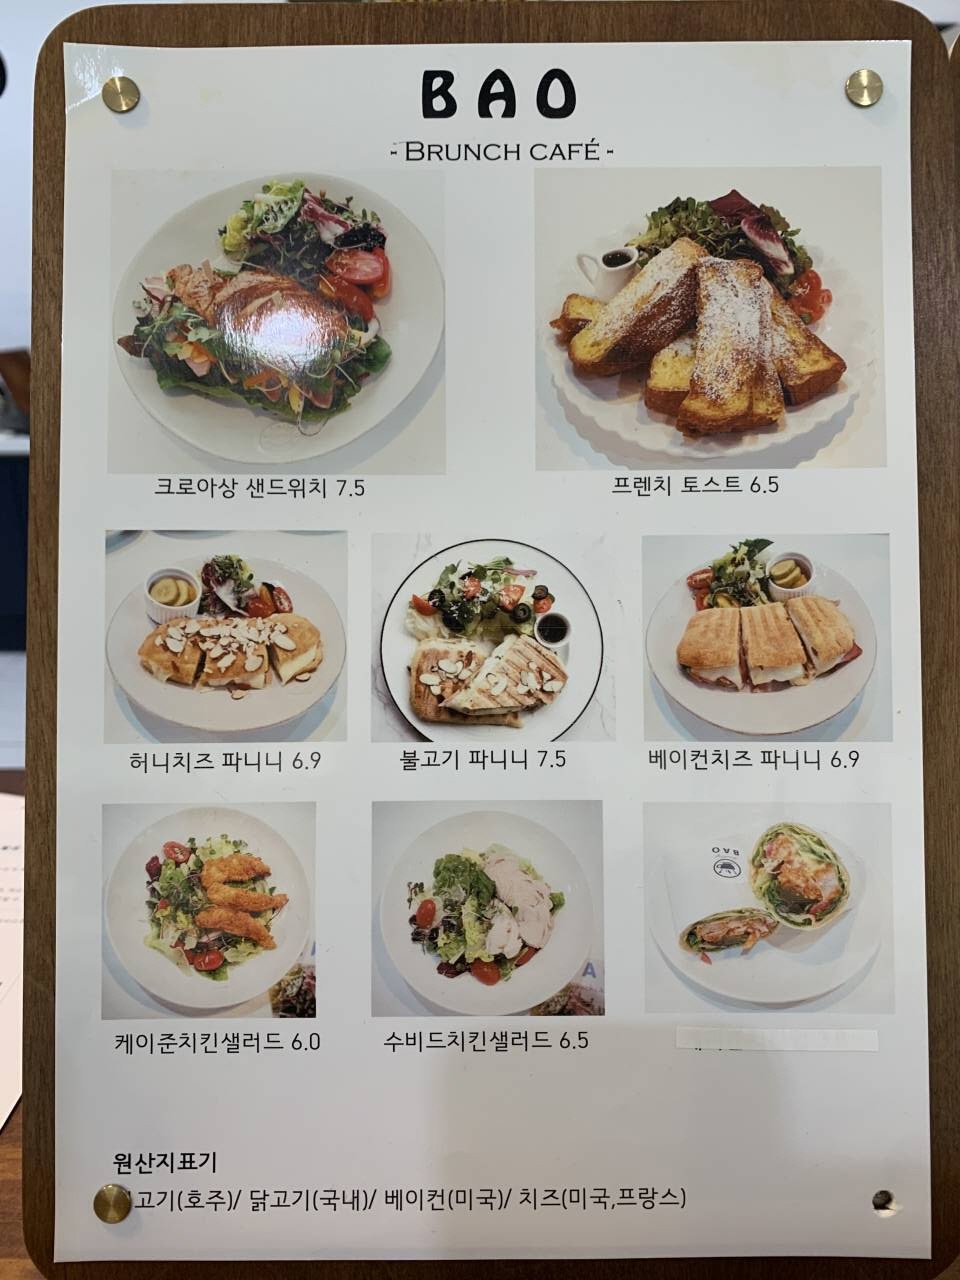 BAO
- BRUNCH CAFÉ -
크로아상 샌드위치 7.5
프렌치 토스트 6.5
허니치즈 파니니 6.9
불고기 파니니 7.5
베이컨치즈 파니니 6.9
BAO
케이준치킨샐러드 6.0
수비드치킨샐러드 6.5
원산지표기
고기(호주)/ 닭고기(국내)/ 베이컨(미국)/ 치즈(미국,프랑스)